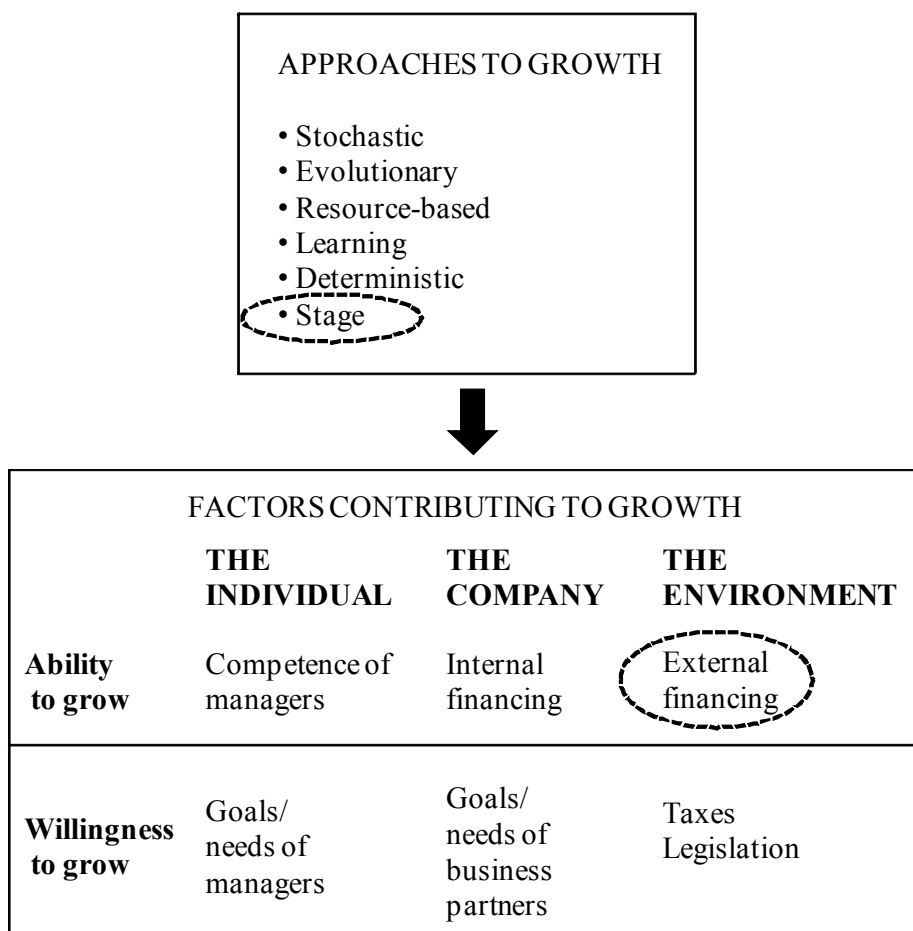 APPROACHES TO GROWTH
• Stochastic
• Evolutionary
• Resource-based
• Learning
• Deterministic
• Stage
FACTORS CONTRIBUTING TO GROWTH
THE INDIVIDUAL
THE COMPANY
THE ENVIRONMENT
Ability
to grow
Competence of
managers
Internal
financing
External
financing
Willingness
to grow
Goals/
needs of
managers
Goals/
needs of
business
partners
Taxes
Legislation